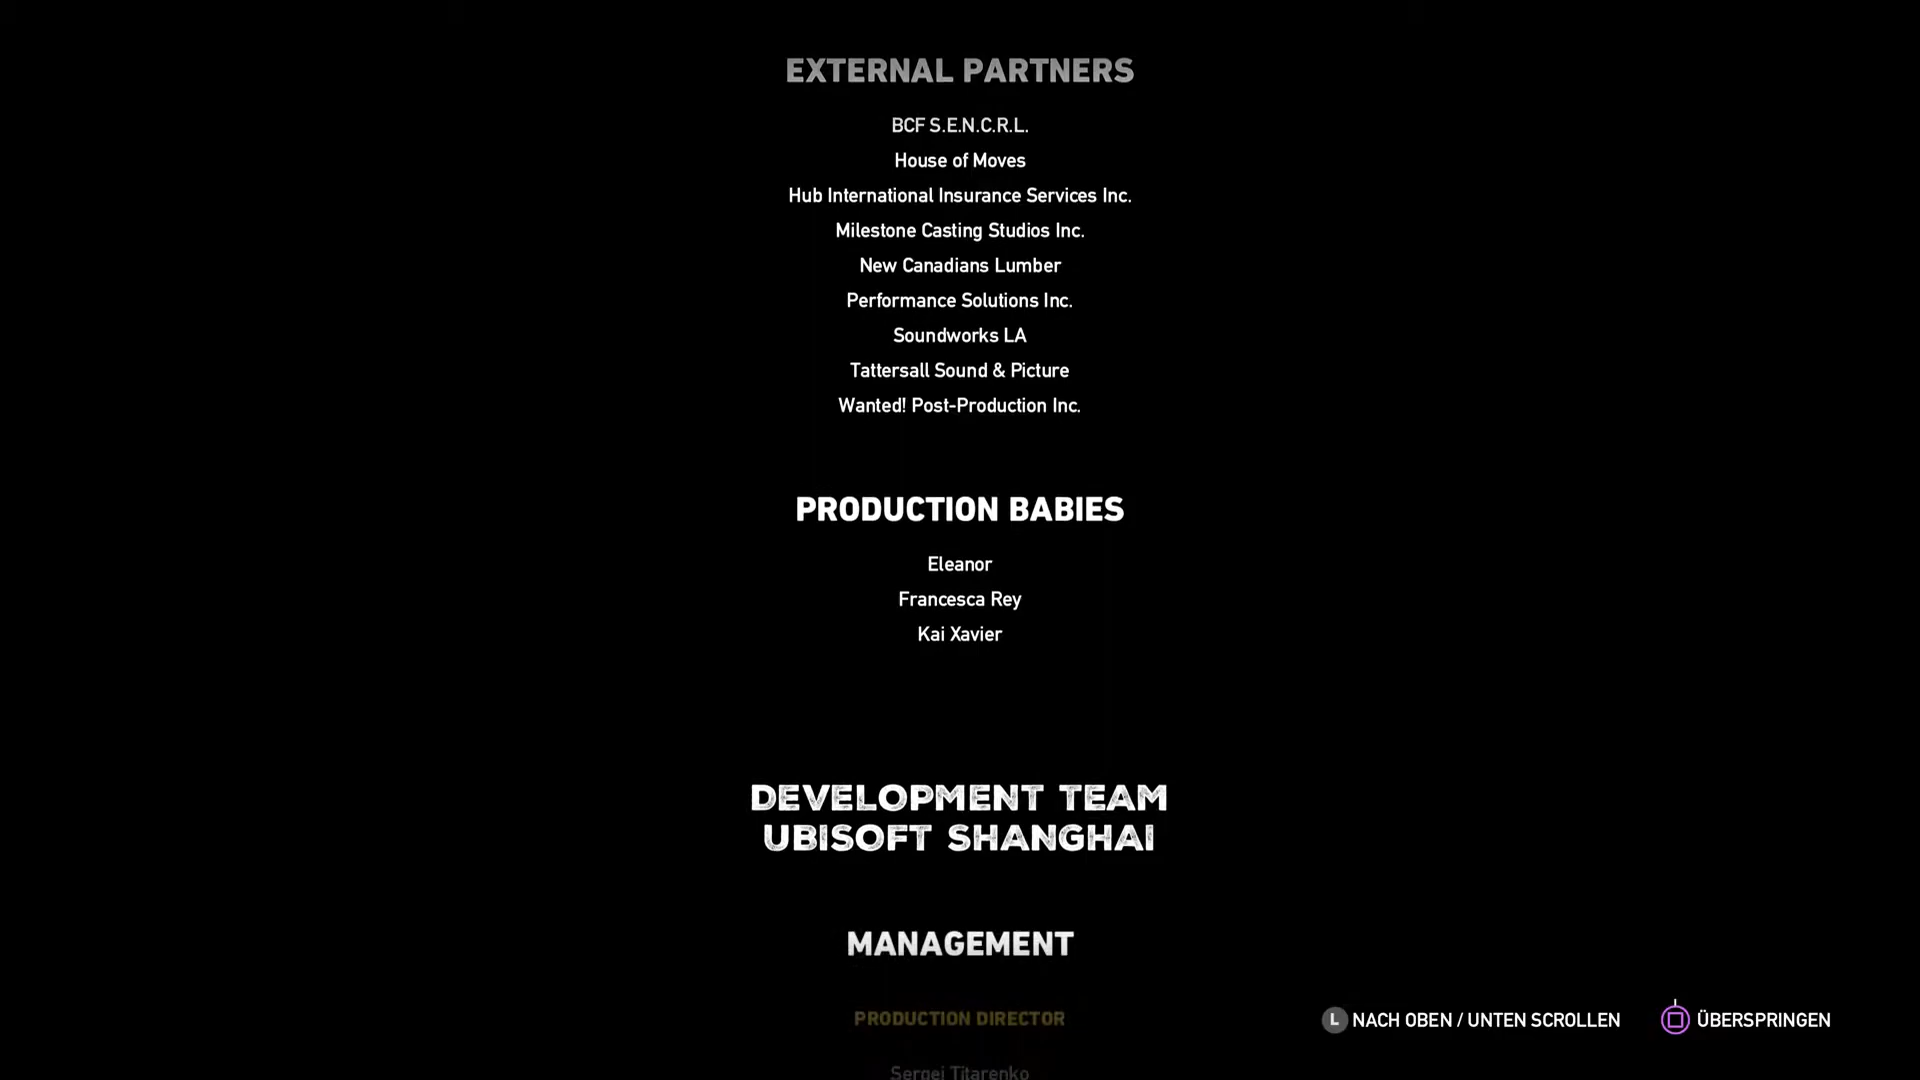 EXTERNAL PARTNERS
BCF S.E.N.C.R.L.
House of Moves
Hub International Insurance Services Inc.
Milestone Casting Studios Inc.
New Canadians Lumber
Performance Solutions Inc.
Soundworks LA
Tattersall Sound & Picture
Wanted! Post-Production Inc.
PRODUCTION BABIES
Eleanor
Francesca Rey
Kai Xavier
DEVELOPMENT TEAM
UBISOFT SHANGHAI
MANAGEMENT
PRODUCTION DIRECTOR
Sergei Titarenko
L NACH OBEN / UNTEN SCROLLEN
ÜBERSPRINGEN